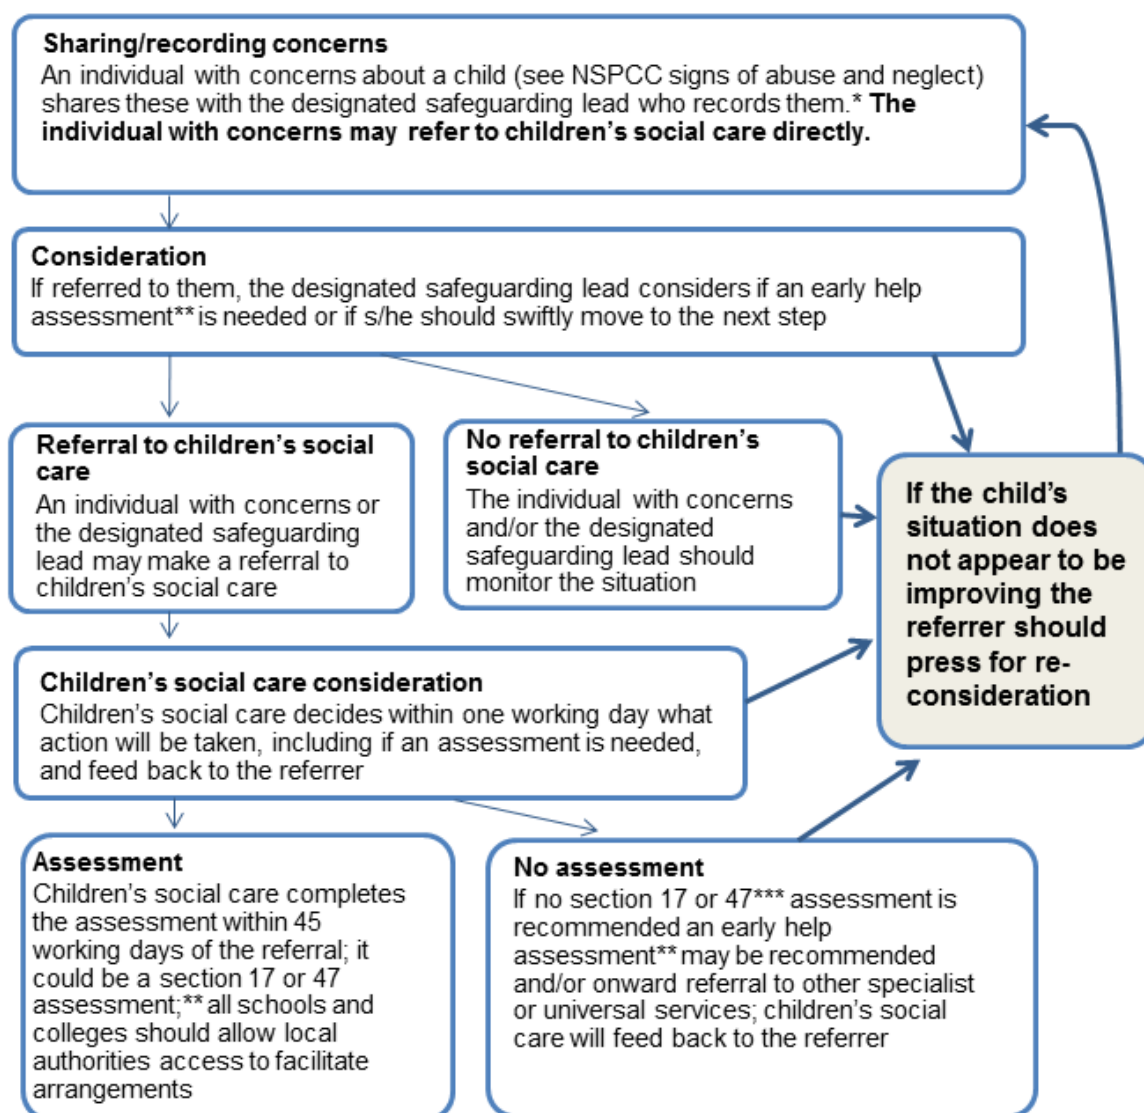 Sharing/recording concerns
An individual with concerns about a child (see NSPCC signs of abuse and neglect)
shares these with the designated safeguarding lead who records them.* The
individual with concerns may refer to children's social care directly.
Consideration
If referred to them, the designated safeguarding lead considers if an early help
assessment** is needed or if s/he should swiftly move to the next step
Referral to children's social
care
An individual with concerns or
the designated safeguarding
lead may make a referral to
children's social care
No referral to children's
social care
The individual with concerns
and/or the designated
safeguarding lead should
monitor the situation
If the child's
situation does
not appear to be
improving the
referrer should
press for re-
consideration
Children's social care consideration
Children's social care decides within one working day what
action will be taken, including if an assessment is needed,
and feed back to the referrer
Assessment
Children's social care completes
the assessment within 45
working days of the referral; it
could be a section 17 or 47
assessment;** all schools and
colleges should allow local
authorities access to facilitate
arrangements
No assessment
If no section 17 or 47*** assessment is
recommended an early help
assessment** may be recommended
and/or onward referral to other specialist
or universal services; children's social
care will feed back to the referrer